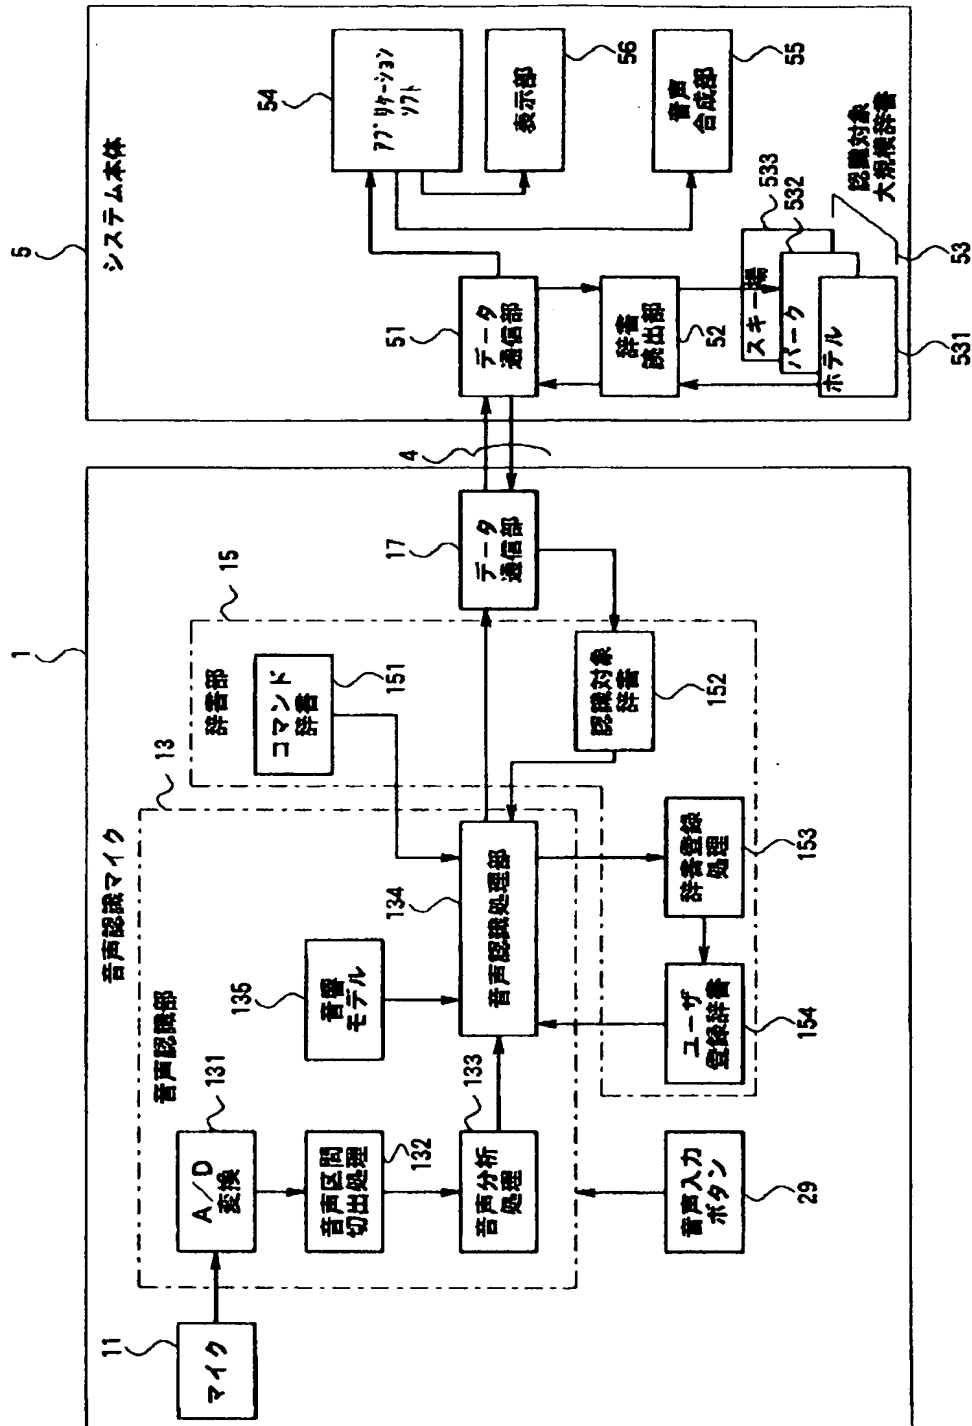 1
音声認識マイク
11
マイク
13
音声認識部
131
A/D
変換
音声区間
切出処理
132
133
音声分析
処理
135
音響
モデル
134
音声認識処理部
29
音声入力
ボタン
15
辞書部
コマンド
辞書
151
認識対象
辞書
152
辞書登録
処理
153
ユーザ
登録辞書
154
17
データ
通信部
4
5
システム本体
51
データ
通信部
辞書
読出部
52
54
アプリケーション
ソフト
表示部
56
音声
合成部
55
スキー場
533
パーク
532
ホテル
531
認識対象
大規模辞書
53